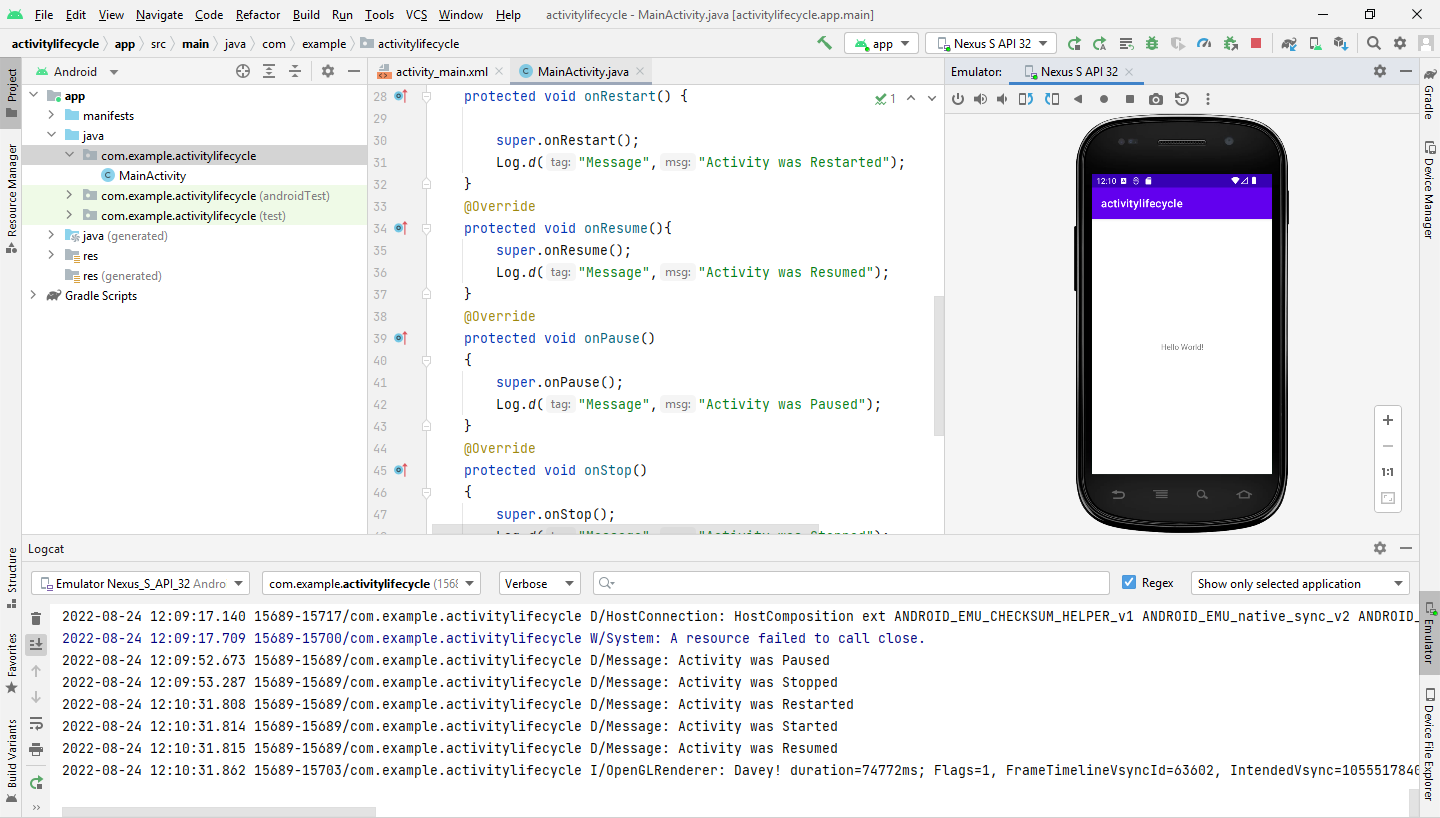 File Edit View Navigate Code Refactor Build Run Tools VCS Window Help activitylifecycle - MainActivity.java [activitylifecycle.app.main]
activitylifecycle app src main java com example activitylifecycle
app Nexus S API 32
Project
Android
activity_main.xml MainActivity.java
Emulator: Nexus S API 32
app
manifests
java
com.example.activitylifecycle
MainActivity
com.example.activitylifecycle (androidTest)
com.example.activitylifecycle (test)
java (generated)
res
res (generated)
Gradle Scripts
Resource Manager
Structure
Favorites
Build Variants
1
28 protected void onRestart() {
29
30 super.onRestart();
31 Log.d( tag: "Message", msg: "Activity was Restarted");
32 }
33 @Override
34 protected void onResume(){
35 super.onResume();
36 Log.d( tag: "Message", msg: "Activity was Resumed");
37 }
38 @Override
39 protected void onPause()
40 {
41 super.onPause();
42 Log.d( tag: "Message", msg: "Activity was Paused");
43 }
44 @Override
45 protected void onStop()
46 {
47 super.onStop();
48 Log.d( tag: "Message", msg: "Activity was Stopped");
12:10
activitylifecycle
Hello World!
1:1
Gradle
Device Manager
Emulator
Device File Explorer
Logcat
Emulator Nexus_S_API_32 Andro com.example.activitylifecycle (1568 Verbose Regex Show only selected application
2022-08-24 12:09:17.140 15689-15717/com.example.activitylifecycle D/HostConnection: HostComposition ext ANDROID_EMU_CHECKSUM_HELPER_v1 ANDROID_EMU_native_sync_v2 ANDROID_
2022-08-24 12:09:17.709 15689-15700/com.example.activitylifecycle W/System: A resource failed to call close.
2022-08-24 12:09:52.673 15689-15689/com.example.activitylifecycle D/Message: Activity was Paused
2022-08-24 12:09:53.287 15689-15689/com.example.activitylifecycle D/Message: Activity was Stopped
2022-08-24 12:10:31.808 15689-15689/com.example.activitylifecycle D/Message: Activity was Restarted
2022-08-24 12:10:31.814 15689-15689/com.example.activitylifecycle D/Message: Activity was Started
2022-08-24 12:10:31.815 15689-15689/com.example.activitylifecycle D/Message: Activity was Resumed
2022-08-24 12:10:31.862 15689-15703/com.example.activitylifecycle I/OpenGLRenderer: Davey! duration=74772ms; Flags=1, FrameTimelineVsyncId=63602, IntendedVsync=1055517840